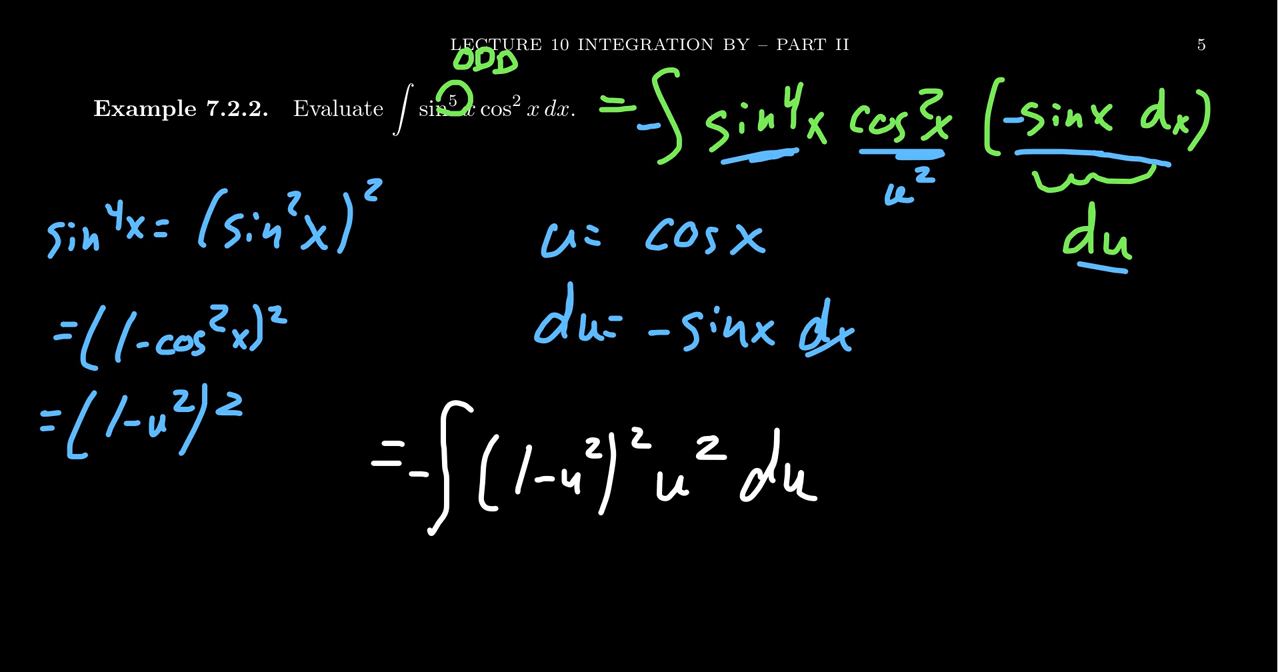 LECTURE 10 INTEGRATION BY – PART II 5
ODD
Example 7.2.2. Evaluate ∫ sin⁵ x cos² x dx. = -∫ sin⁴x cos²x (-sinx dx)
u²
du
sin⁴x = (sin²x)²
= (1-cos²x)²
= (1-u²)²
u = cosx
du = -sinx dx
= -∫ (1-u²)² u² du